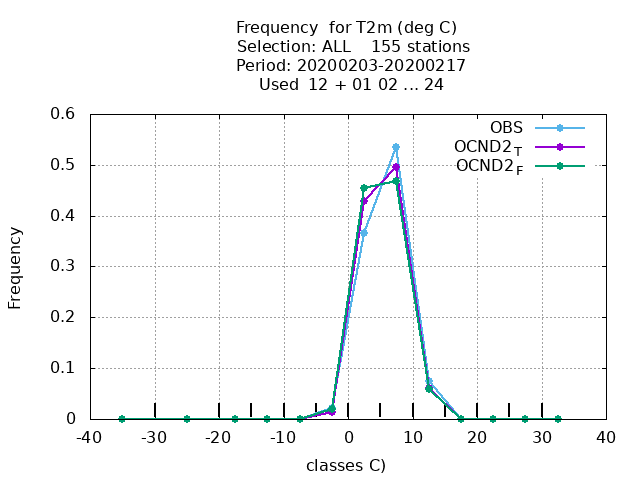 Frequency  for T2m (deg C)
Selection: ALL    155 stations
Period: 20200203-20200217
Used  12 + 01 02 ... 24
OBS
OCND2T
OCND2F
0.6
0.5
0.4
0.3
0.2
0.1
0
Frequency
-40 -30 -20 -10 0 10 20 30 40
classes C)